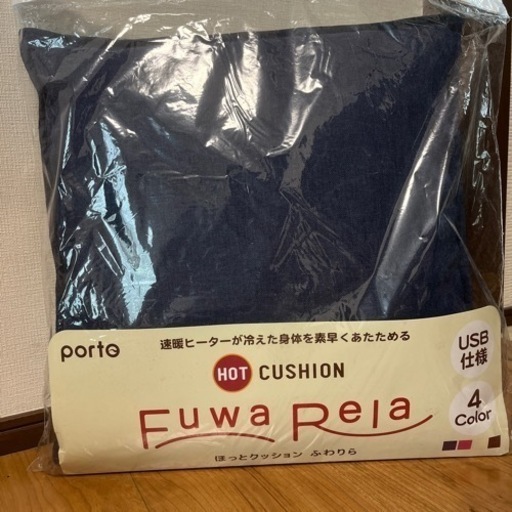 速暖ヒーターが冷えた身体を素早くあたためる
porto
HOT CUSHION
Fuwa Rela
ほっとクッション ふわりら
USB
仕様
4
Color